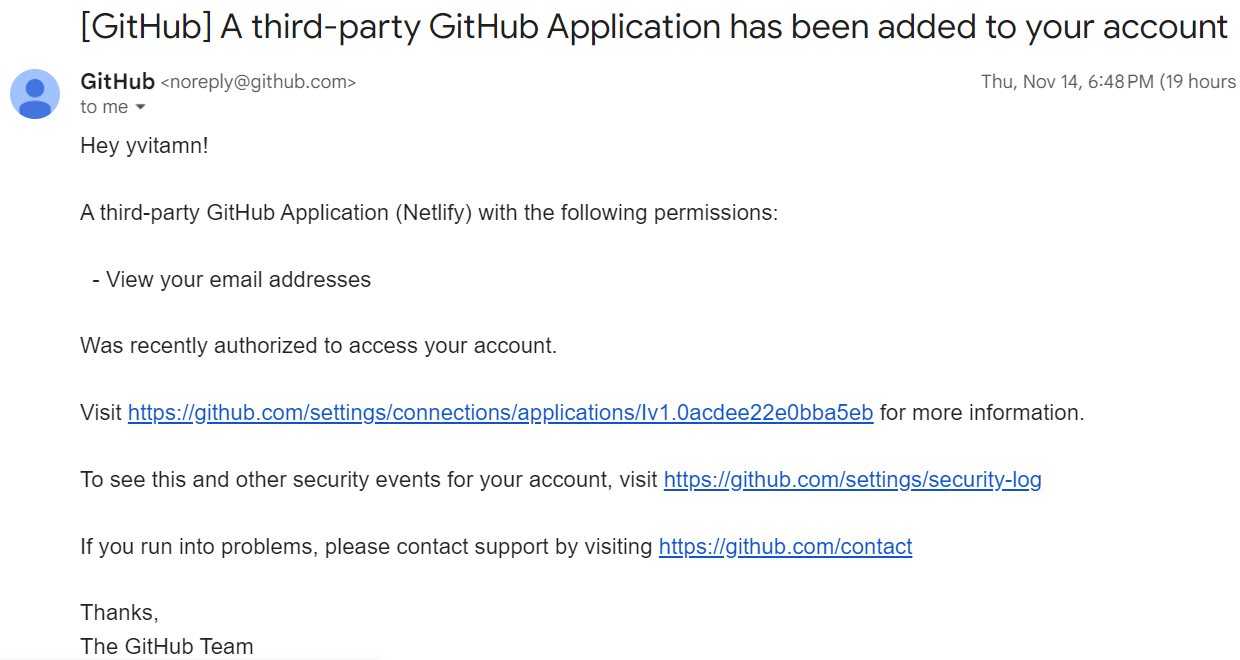 [GitHub] A third-party GitHub Application has been added to your account
GitHub <noreply@github.com>
Thu, Nov 14, 6:48 PM (19 hours
to me
Hey yvitamn!
A third-party GitHub Application (Netlify) with the following permissions:
- View your email addresses
Was recently authorized to access your account.
Visit https://github.com/settings/connections/applications/Iv1.0acdee22e0bba5eb for more information.
To see this and other security events for your account, visit https://github.com/settings/security-log
If you run into problems, please contact support by visiting https://github.com/contact
Thanks,
The GitHub Team